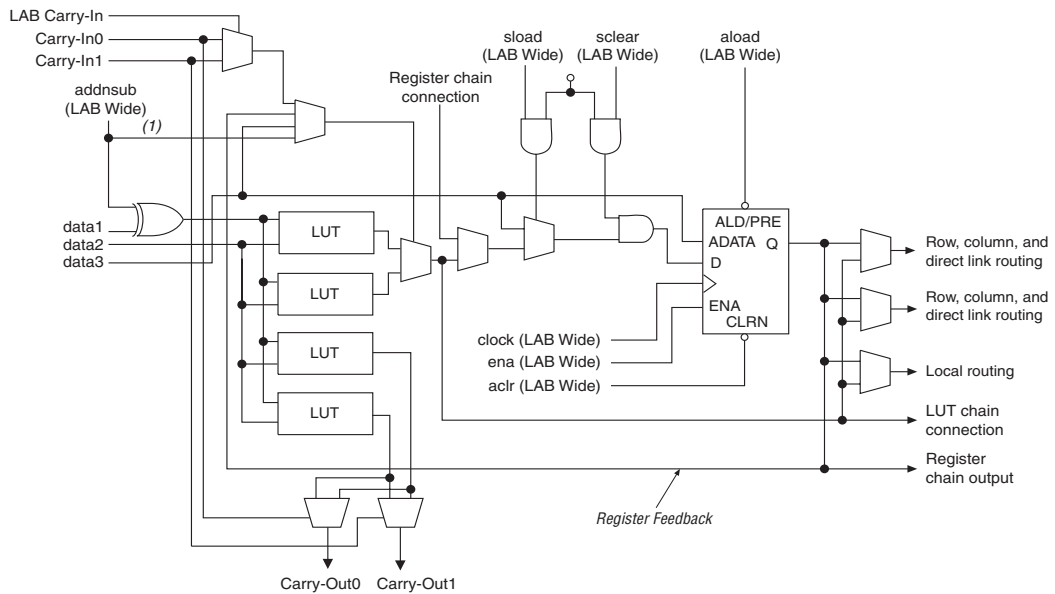 LAB Carry-In
Carry-In0
Carry-In1
addnsub
(LAB Wide)
(1)
data1
data2
data3
LUT
LUT
LUT
LUT
Register chain
connection
sload
(LAB Wide)
sclear
(LAB Wide)
aload
(LAB Wide)
ALD/PRE
ADATA
Q
D
ENA
CLRN
clock (LAB Wide)
ena (LAB Wide)
aclr (LAB Wide)
Row, column, and
direct link routing
Row, column, and
direct link routing
Local routing
LUT chain
connection
Register
chain output
Register Feedback
Carry-Out0
Carry-Out1